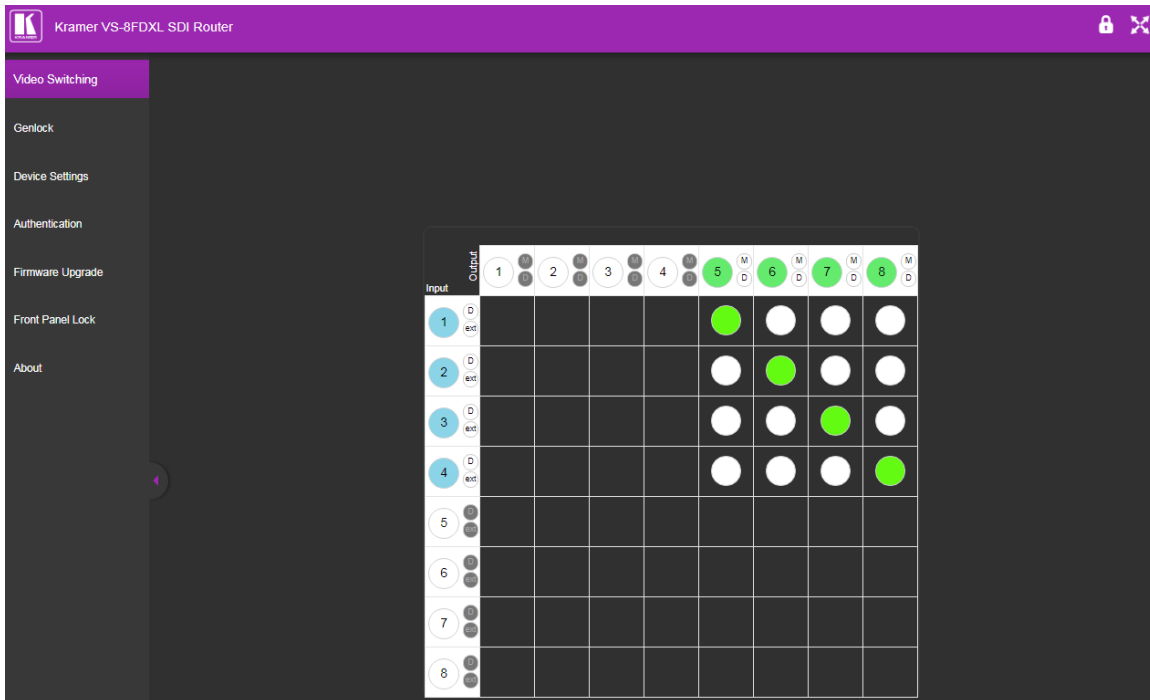 KRAMER
Kramer VS-8FDXL SDI Router
Video Switching
Genlock
Device Settings
Authentication
Firmware Upgrade
Front Panel Lock
About
Output
Input
1 M D 2 M D 3 M D 4 M D 5 M D 6 M D 7 M D 8 M D
1 D ext
2 D ext
3 D ext
4 D ext
5 D ext
6 D ext
7 D ext
8 D ext